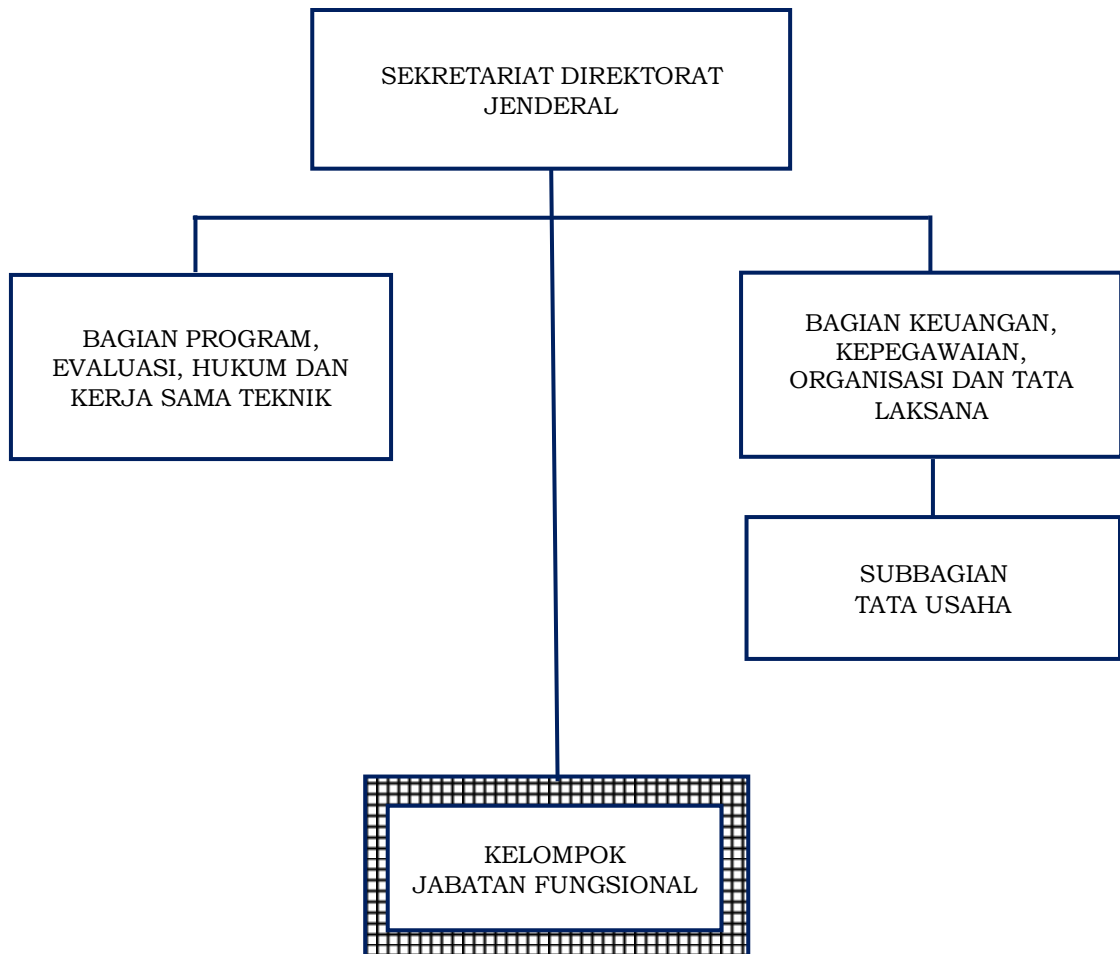 SEKRETARIAT DIREKTORAT
JENDERAL
BAGIAN PROGRAM,
EVALUASI, HUKUM DAN
KERJA SAMA TEKNIK
BAGIAN KEUANGAN,
KEPEGAWAIAN,
ORGANISASI DAN TATA
LAKSANA
SUBBAGIAN
TATA USAHA
KELOMPOK
JABATAN FUNGSIONAL